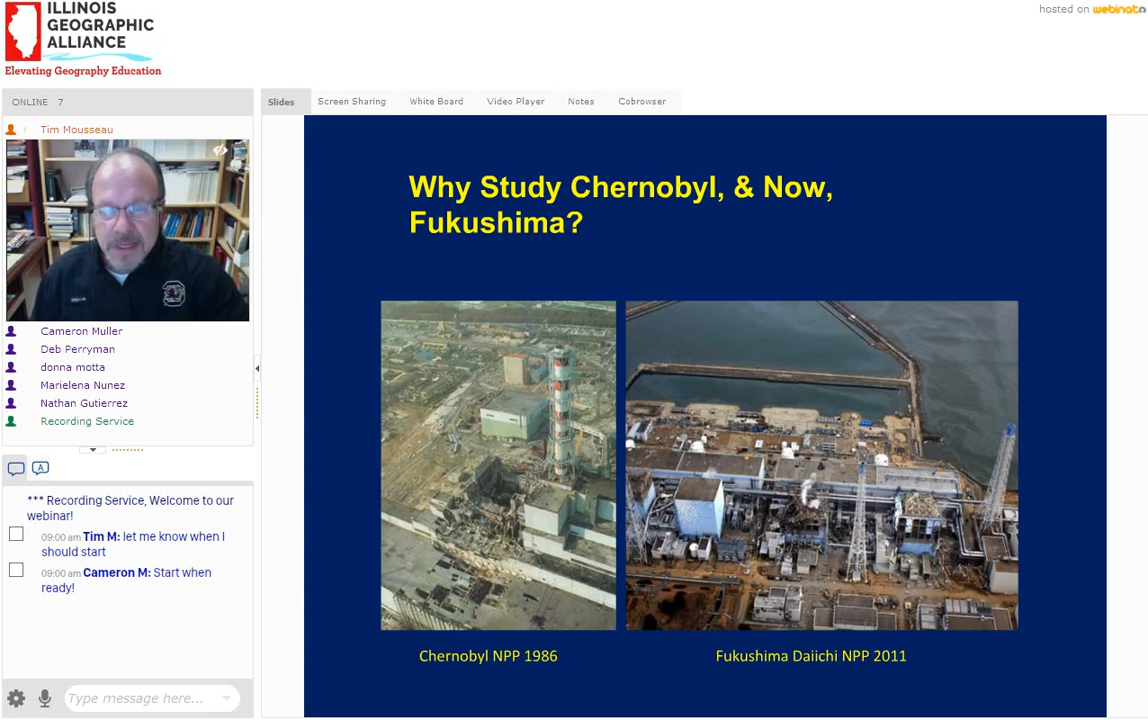 ILLINOIS
GEOGRAPHIC
ALLIANCE
Elevating Geography Education
hosted on webinato
ONLINE 7
Tim Mousseau
Cameron Muller
Deb Perryman
donna motta
Marielena Nunez
Nathan Gutierrez
Recording Service
A
*** Recording Service, Welcome to our
webinar!
09:00 am Tim M: let me know when I
should start
09:00 am Cameron M: Start when
ready!
Type message here...
Slides Screen Sharing White Board Video Player Notes Cobrowser
Why Study Chernobyl, & Now,
Fukushima?
Chernobyl NPP 1986
Fukushima Daiichi NPP 2011